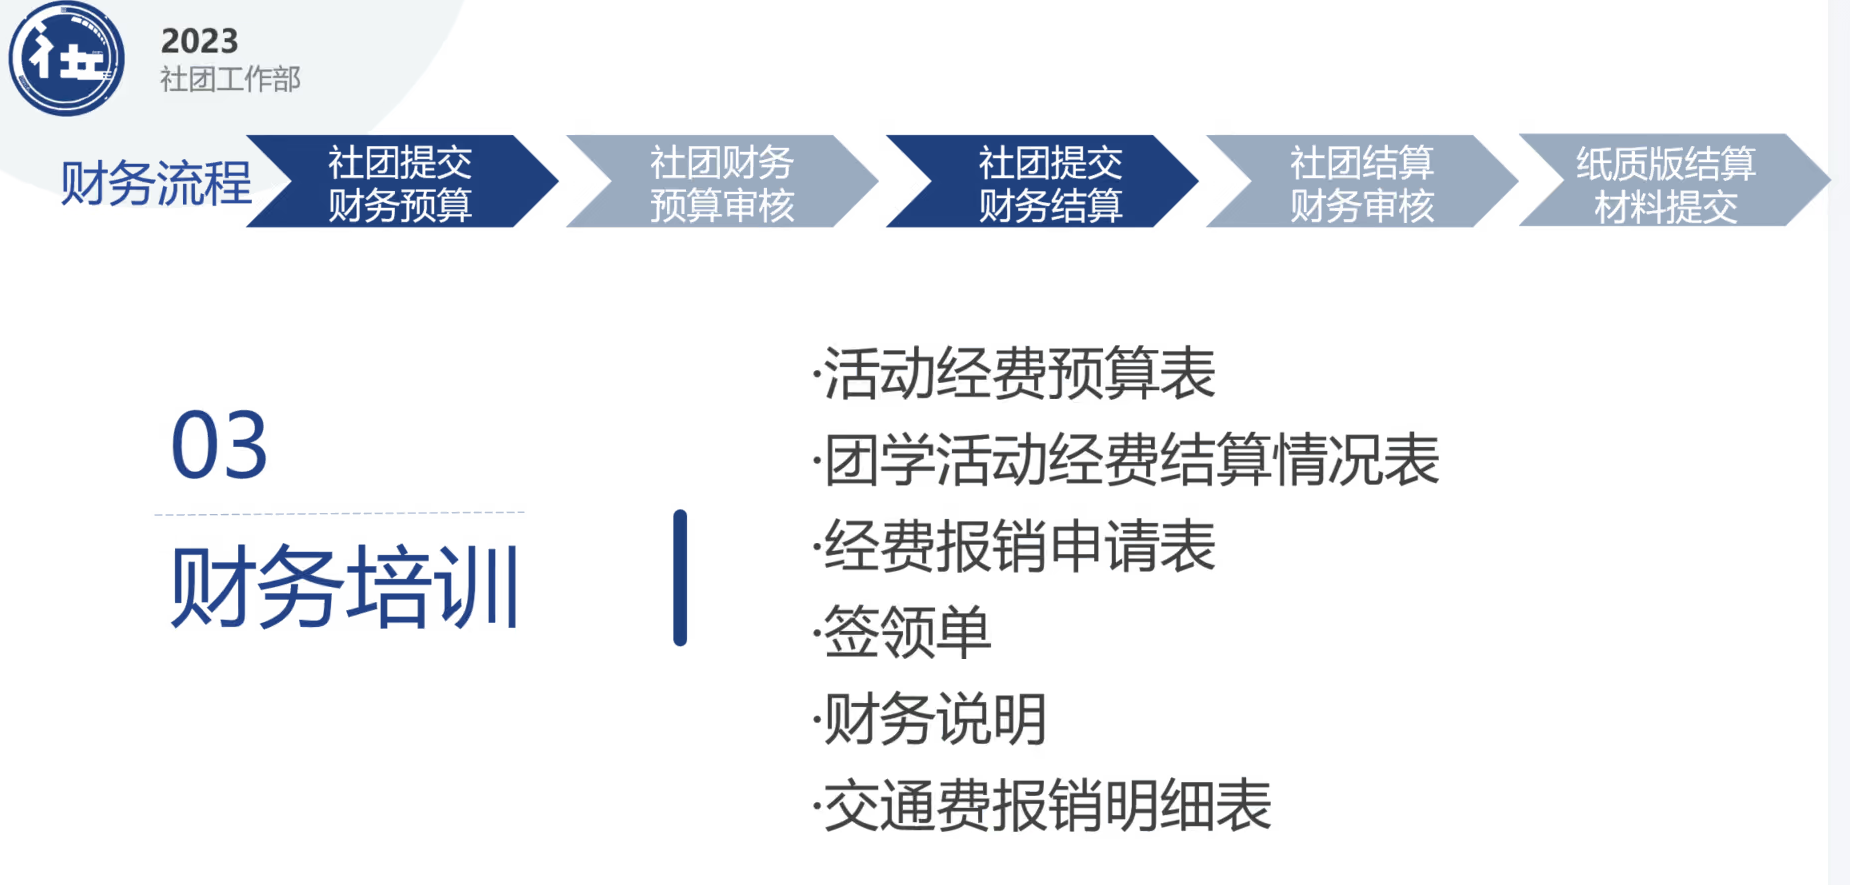 社
2023
社团工作部
财务流程
社团提交
财务预算
社团财务
预算审核
社团提交
财务结算
社团结算
财务审核
纸质版结算
材料提交
03
财务培训
·活动经费预算表
·团学活动经费结算情况表
·经费报销申请表
·签领单
·财务说明
·交通费报销明细表